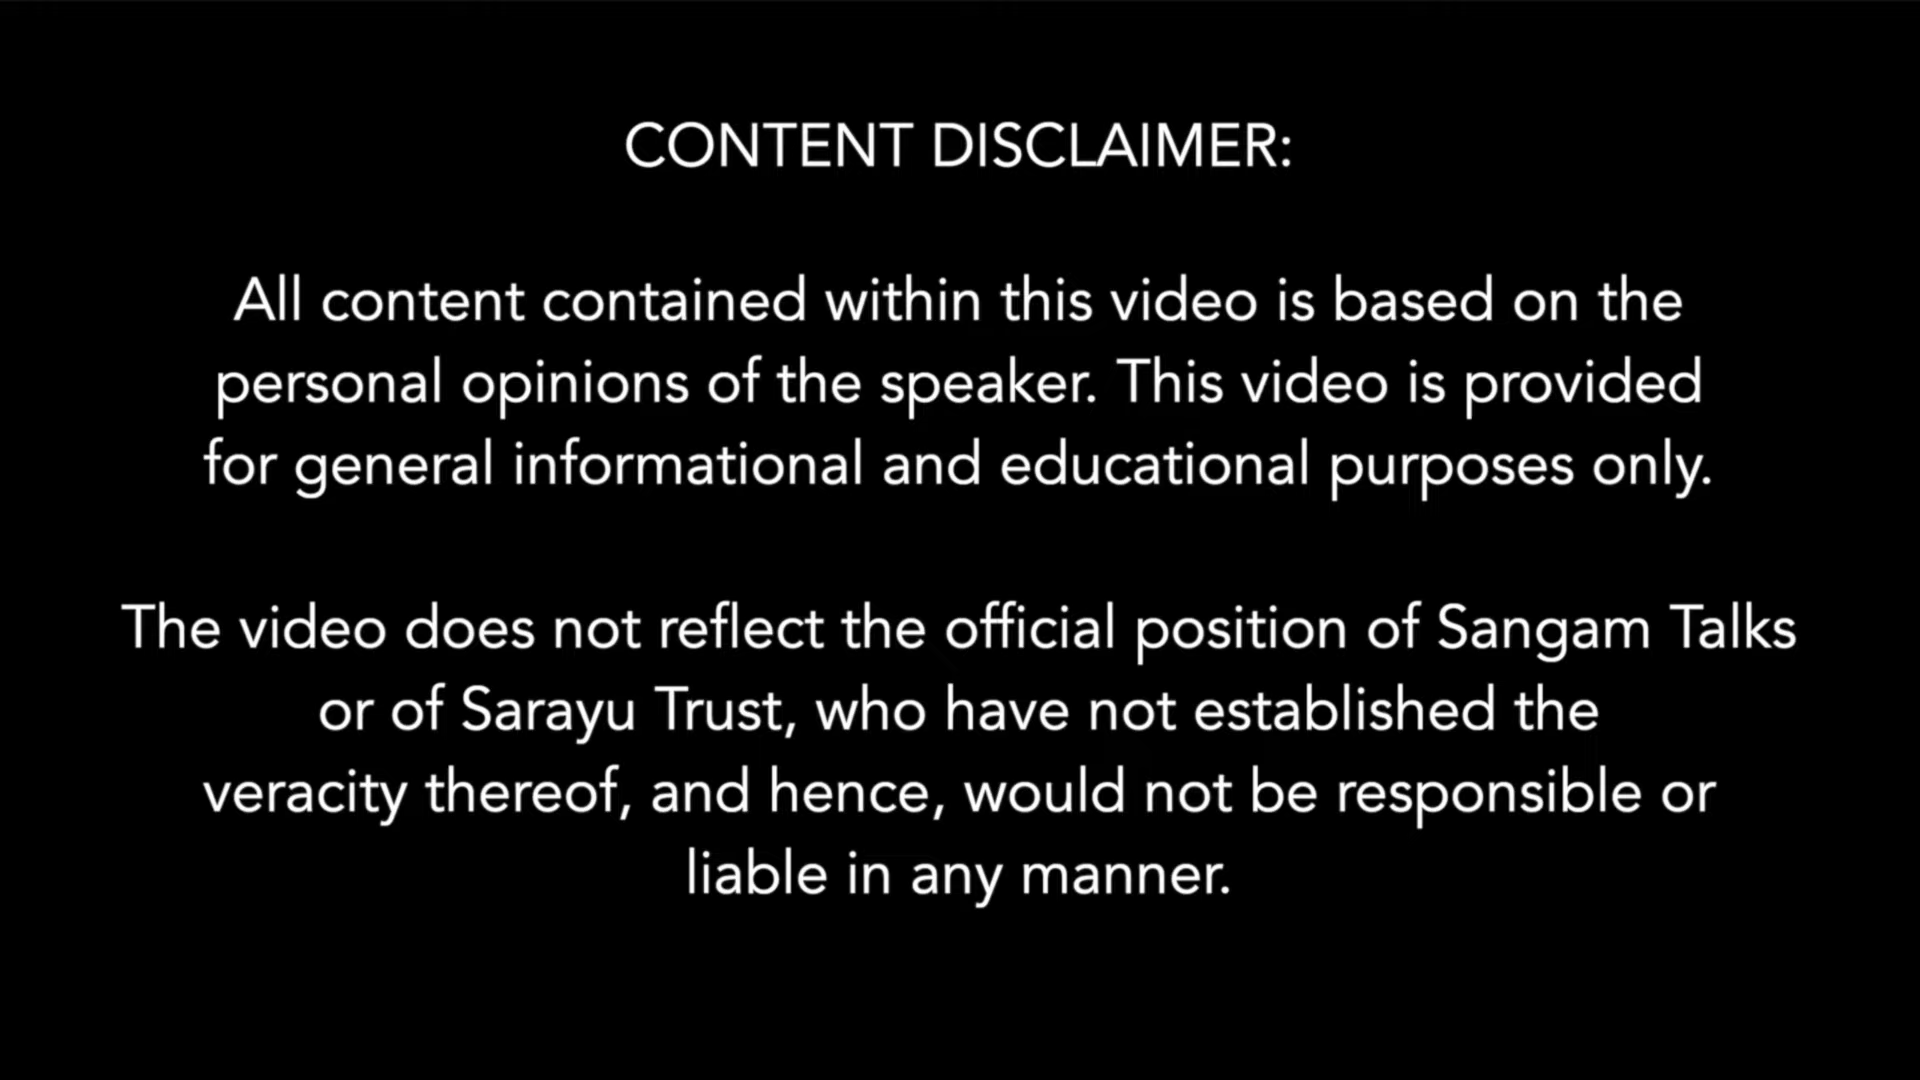 CONTENT DISCLAIMER:
All content contained within this video is based on the
personal opinions of the speaker. This video is provided
for general informational and educational purposes only.
The video does not reflect the official position of Sangam Talks
or of Sarayu Trust, who have not established the
veracity thereof, and hence, would not be responsible or
liable in any manner.